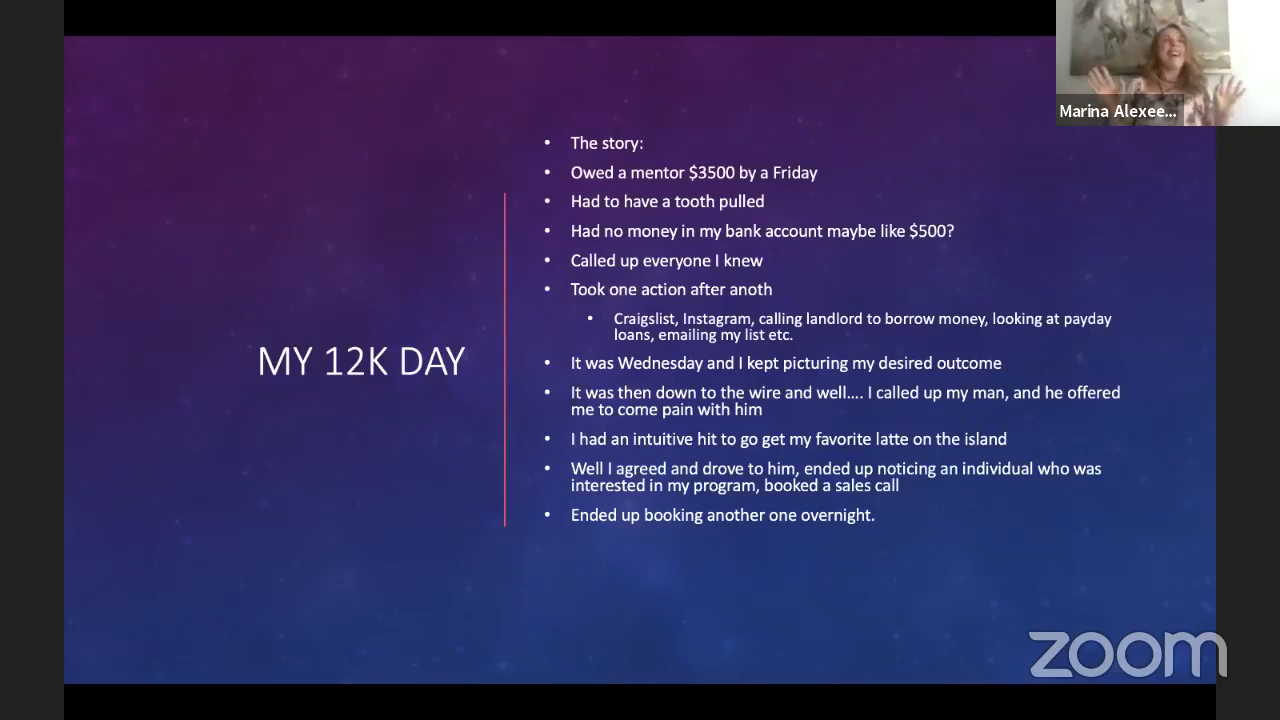 Marina Alexee...
The story:
Owed a mentor $3500 by a Friday
Had to have a tooth pulled
Had no money in my bank account maybe like $500?
Called up everyone I knew
Took one action after anoth
Craigslist, Instagram, calling landlord to borrow money, looking at payday
loans, emailing my list etc.
MY 12K DAY
It was Wednesday and I kept picturing my desired outcome
It was then down to the wire and well.... I called up my man, and he offered
me to come pain with him
I had an intuitive hit to go get my favorite latte on the island
Well I agreed and drove to him, ended up noticing an individual who was
interested in my program, booked a sales call
Ended up booking another one overnight.
zoom